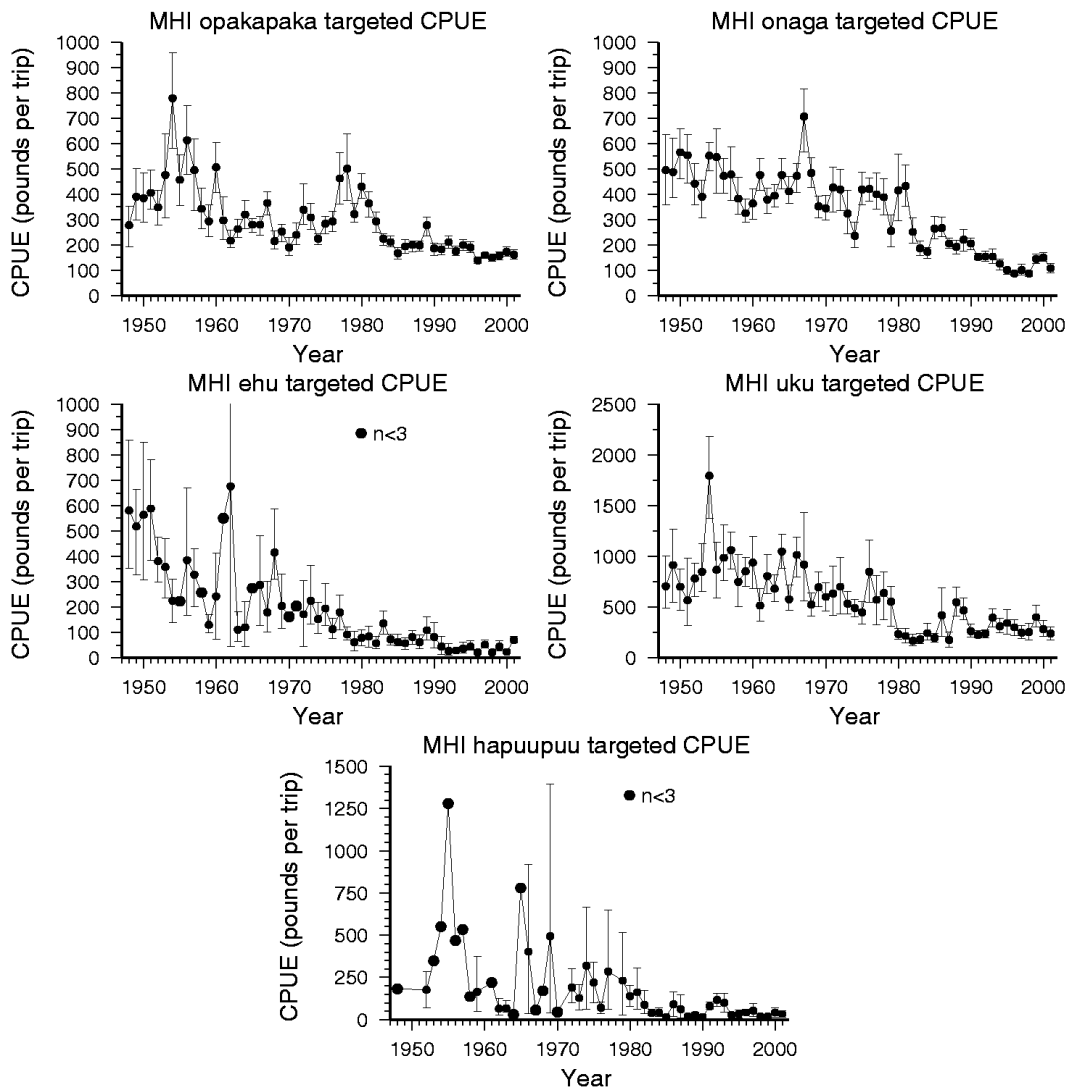 MHI opakapaka targeted CPUE
CPUE (pounds per trip)
1000
900
800
700
600
500
400
300
200
100
0
1950 1960 1970 1980 1990 2000
Year
MHI onaga targeted CPUE
CPUE (pounds per trip)
1000
900
800
700
600
500
400
300
200
100
0
1950 1960 1970 1980 1990 2000
Year
MHI ehu targeted CPUE
CPUE (pounds per trip)
1000
900
800
700
600
500
400
300
200
100
0
n<3
1950 1960 1970 1980 1990 2000
Year
MHI uku targeted CPUE
CPUE (pounds per trip)
2500
2000
1500
1000
500
0
1950 1960 1970 1980 1990 2000
Year
MHI hapuupuu targeted CPUE
CPUE (pounds per trip)
1500
1250
1000
750
500
250
0
n<3
1950 1960 1970 1980 1990 2000
Year